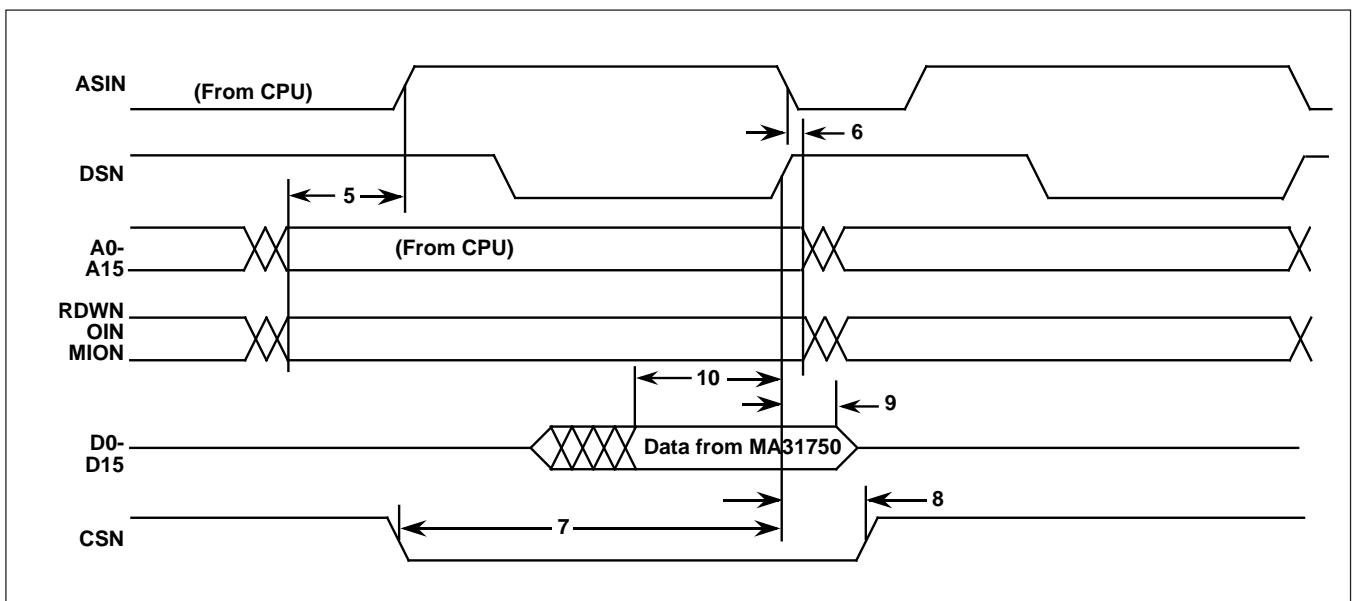 ASIN
(From CPU)
6
DSN
5
A0-
A15
(From CPU)
RDWN
OIN
MION
10
9
D0-
D15
Data from MA31750
8
7
CSN